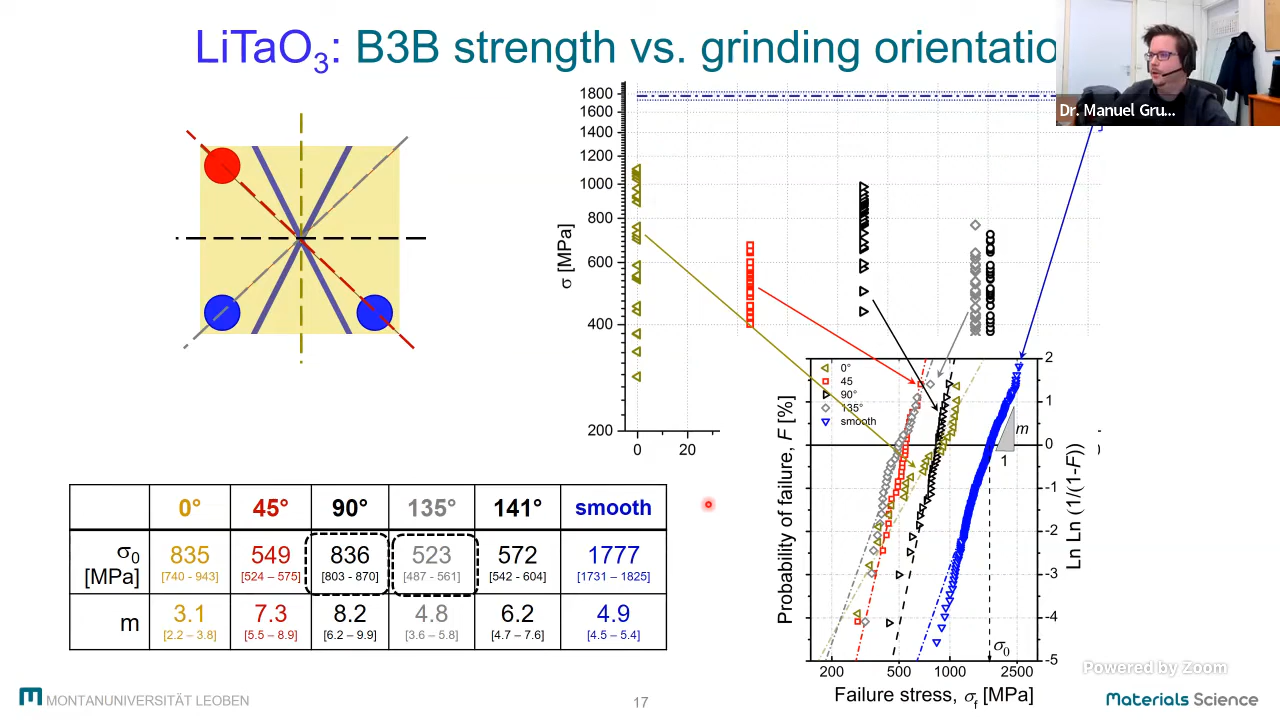 LiTaO3: B3B strength vs. grinding orientatio
Dr. Manuel Gru...
1800
1600
1400
1200
1000
800
600
400
200
σ [MPa]
0
20
0°
45
90°
135°
smooth
Probability of failure, F [%]
2
1
0
-1
-2
-3
-4
-5
Ln Ln (1/(1-F))
m
1
σ0
200
500
1000
2500
Failure stress, σf [MPa]
0° 45° 90° 135° 141° smooth
σ0 [MPa] 835 549 836 523 572 1777
[740 - 943] [524 – 575] [803 - 870] [487 - 561] [542 - 604] [1731 – 1825]
m 3.1 7.3 8.2 4.8 6.2 4.9
[2.2 – 3.8] [5.5 – 8.9] [6.2 – 9.9] [3.6 – 5.8] [4.7 – 7.6] [4.5 – 5.4]
Powered by Zoom
MONTANUNIVERSITÄT LEOBEN
17
Materials Science